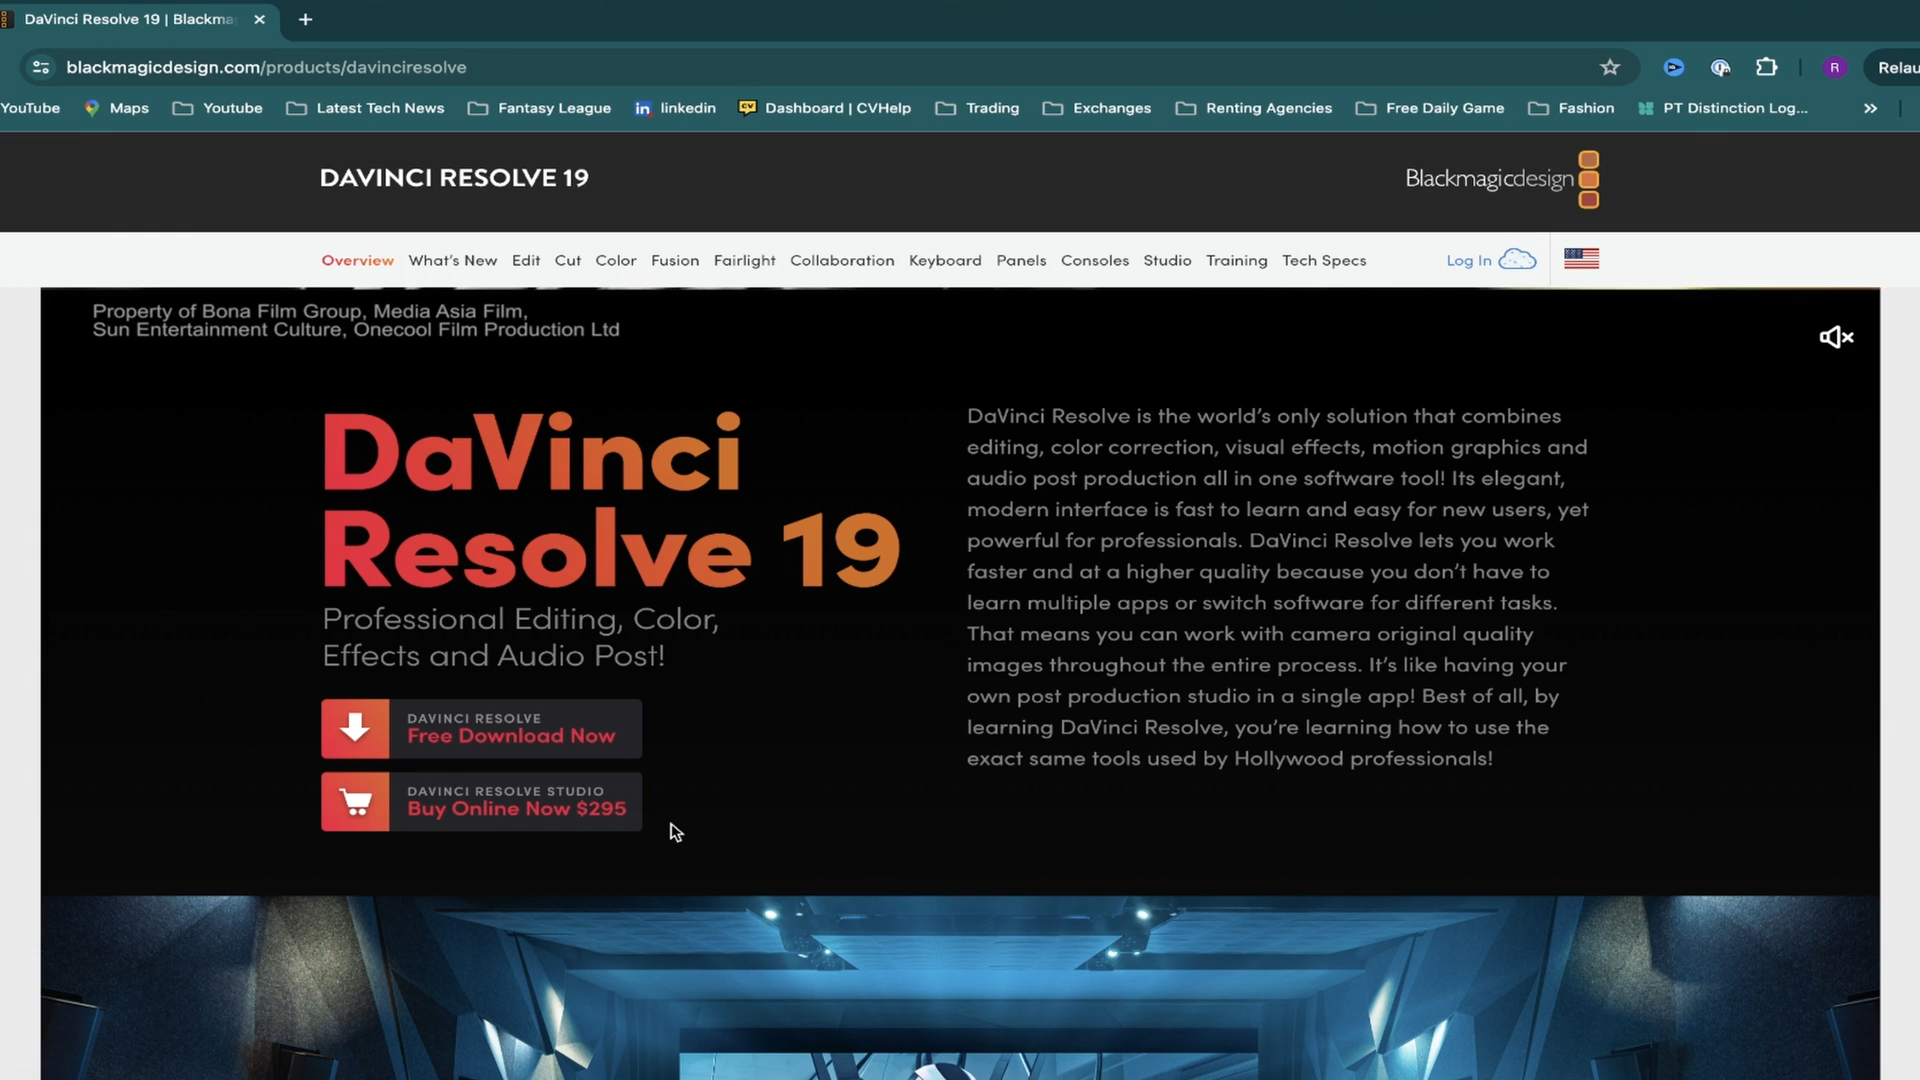 DaVinci Resolve 19 | Blackma
blackmagicdesign.com/products/davinciresolve
R
Relau
YouTube
Maps
Youtube
Latest Tech News
Fantasy League
linkedin
Dashboard | CVHelp
Trading
Exchanges
Renting Agencies
Free Daily Game
Fashion
PT Distinction Log...
DAVINCI RESOLVE 19
Blackmagicdesign
Overview
What's New
Edit
Cut
Color
Fusion
Fairlight
Collaboration
Keyboard
Panels
Consoles
Studio
Training
Tech Specs
Log In
Property of Bona Film Group, Media Asia Film,
Sun Entertainment Culture, Onecool Film Production Ltd
DaVinci
Resolve 19
Professional Editing, Color,
Effects and Audio Post!
DAVINCI RESOLVE
Free Download Now
DAVINCI RESOLVE STUDIO
Buy Online Now $295
DaVinci Resolve is the world's only solution that combines
editing, color correction, visual effects, motion graphics and
audio post production all in one software tool! Its elegant,
modern interface is fast to learn and easy for new users, yet
powerful for professionals. DaVinci Resolve lets you work
faster and at a higher quality because you don't have to
learn multiple apps or switch software for different tasks.
That means you can work with camera original quality
images throughout the entire process. It's like having your
own post production studio in a single app! Best of all, by
learning DaVinci Resolve, you're learning how to use the
exact same tools used by Hollywood professionals!